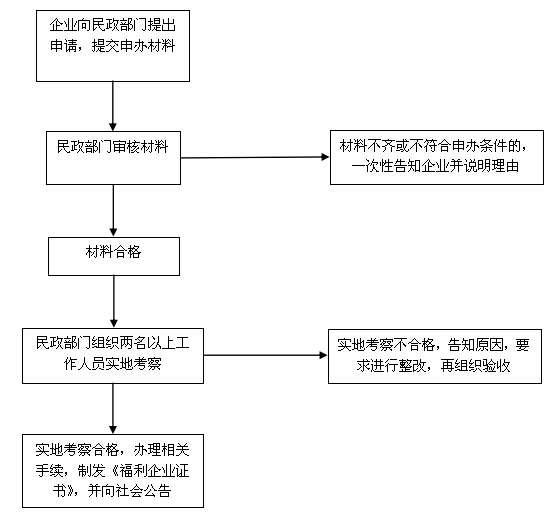 企业向民政部门提出
申请，提交申办材料
民政部门审核材料
材料不齐或不符合申办条件的，
一次性告知企业并说明理由
材料合格
民政部门组织两名以上工
作人员实地考察
实地考察不合格，告知原因，要
求进行整改，再组织验收
实地考察合格，办理相关
手续，制发《福利企业证
书》，并向社会公告